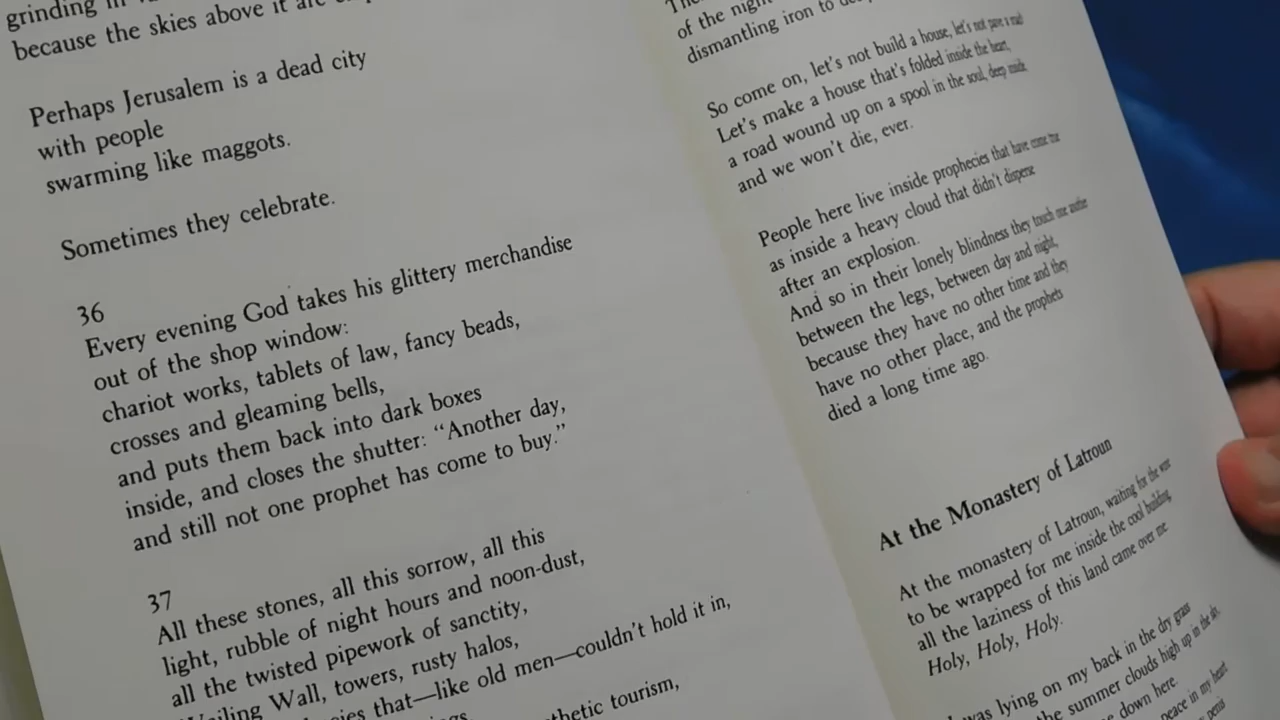 grinding in
because the skies above it are
Perhaps Jerusalem is a dead city
with people
swarming like maggots.
Sometimes they celebrate.
36
Every evening God takes his glittery merchandise
out of the shop window:
chariot works, tablets of law, fancy beads,
crosses and gleaming bells,
and puts them back into dark boxes
inside, and closes the shutter: “Another day,
and still not one prophet has come to buy.”
37
All these stones, all this sorrow, all this
light, rubble of night hours and noon-dust,
all the twisted pipework of sanctity,
Wailing Wall, towers, rusty halos,
that—like old men—couldn't hold it in,
tourism,
of the night
dismantling iron to
So come on, let's not build a house, let's not pave a road
Let's make a house that's folded inside the heart,
a road wound up on a spool in the soul, deep inside,
and we won't die, ever.
People here live inside prophecies that have come true
as inside a heavy cloud that didn't disperse
after an explosion.
And so in their lonely blindness they touch one another
between the legs, between day and night,
because they have no other time and they
have no other place, and the prophets
died a long time ago.
At the Monastery of Latroun
At the monastery of Latroun, waiting for the wine
to be wrapped for me inside the cool building,
all the laziness of this land came over me:
Holy, Holy, Holy.
was lying on my back in the dry grass
the summer clouds high up in the sky,
down here.
peace in my heart
penis